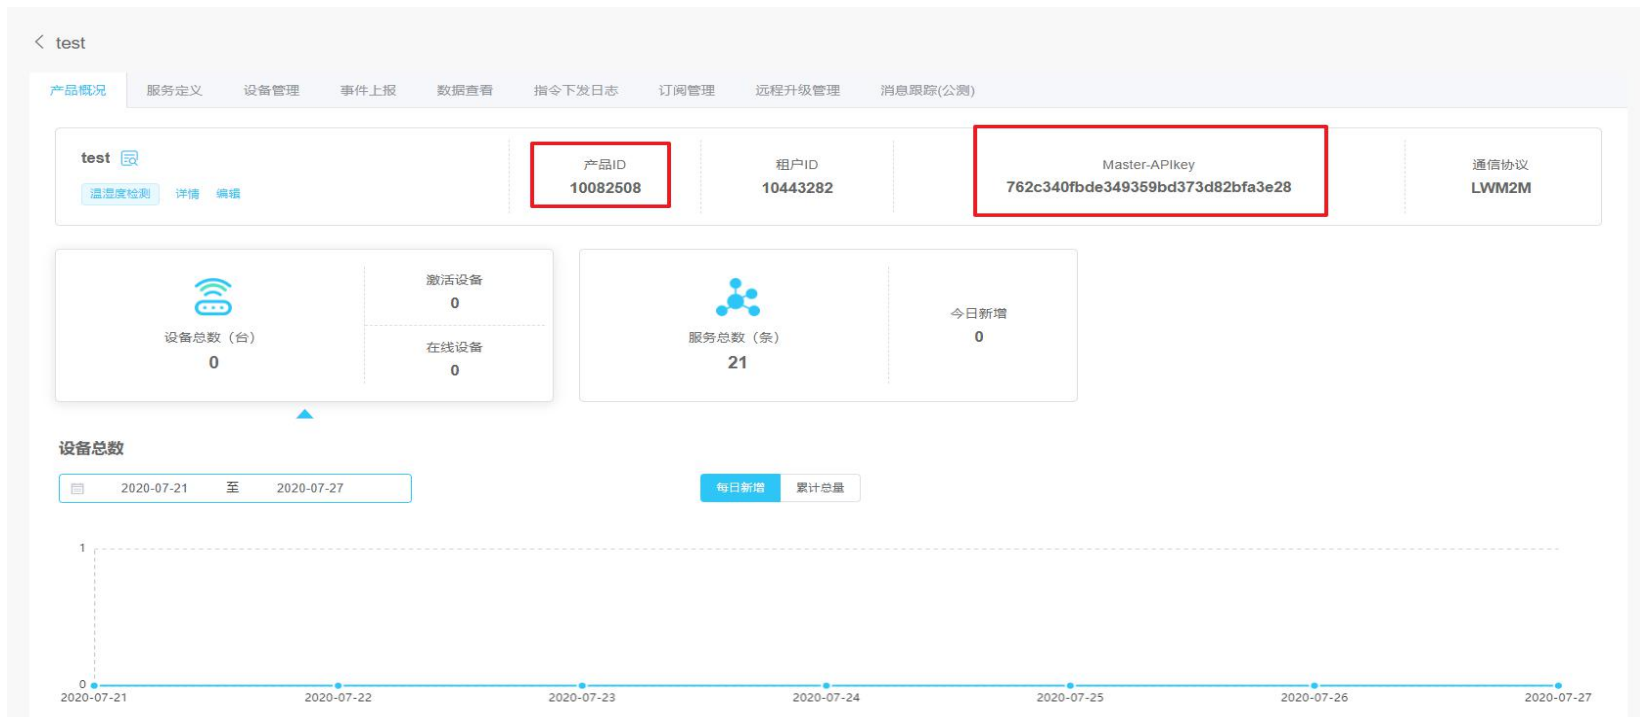 test
产品概况 服务定义 设备管理 事件上报 数据查看 指令下发日志 订阅管理 远程升级管理 消息跟踪(公测)
test 产品ID 租户ID Master-APIkey 通信协议
温湿度检测 详情 编辑 10082508 10443282 762c340fbde349359bd373d82bfa3e28 LWM2M
激活设备
0
设备总数（台）
0
在线设备
0
服务总数（条）
21
今日新增
0
设备总数
2020-07-21 至 2020-07-27 每日新增 累计总量
1
0
2020-07-21 2020-07-22 2020-07-23 2020-07-24 2020-07-25 2020-07-26 2020-07-27